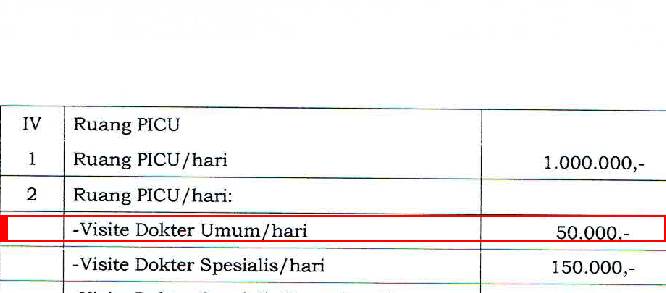 IV Ruang PICU
1 Ruang PICU/hari 1.000.000,-
2 Ruang PICU/hari:
-Visite Dokter Umum/hari 50.000.-
-Visite Dokter Spesialis/hari 150.000,-